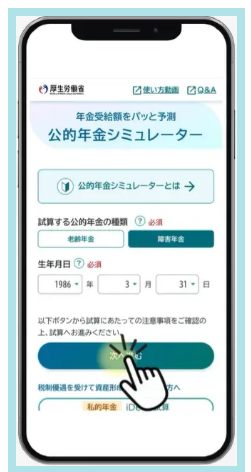 厚生労働省
使い方動画 Q&A
年金受給額をパッと予測
公的年金シミュレーター
公的年金シミュレーターとは →
試算する公的年金の種類 ? 必須
老齢年金 障害年金
生年月日 ? 必須
1986 年 3 月 31 日
以下ボタンから試算にあたっての注意事項をご確認の
上、試算へお進みください。
次へ む
税制優遇を受けて資産形 方へ
私的年金 iD 試算